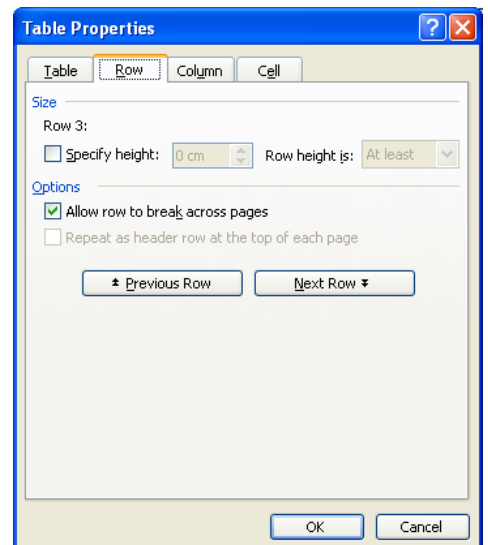 Table Properties
Table Row Column Cell
Size
Row 3:
Specify height: 0 cm Row height is: At least
Options
Allow row to break across pages
Repeat as header row at the top of each page
Previous Row Next Row
OK Cancel